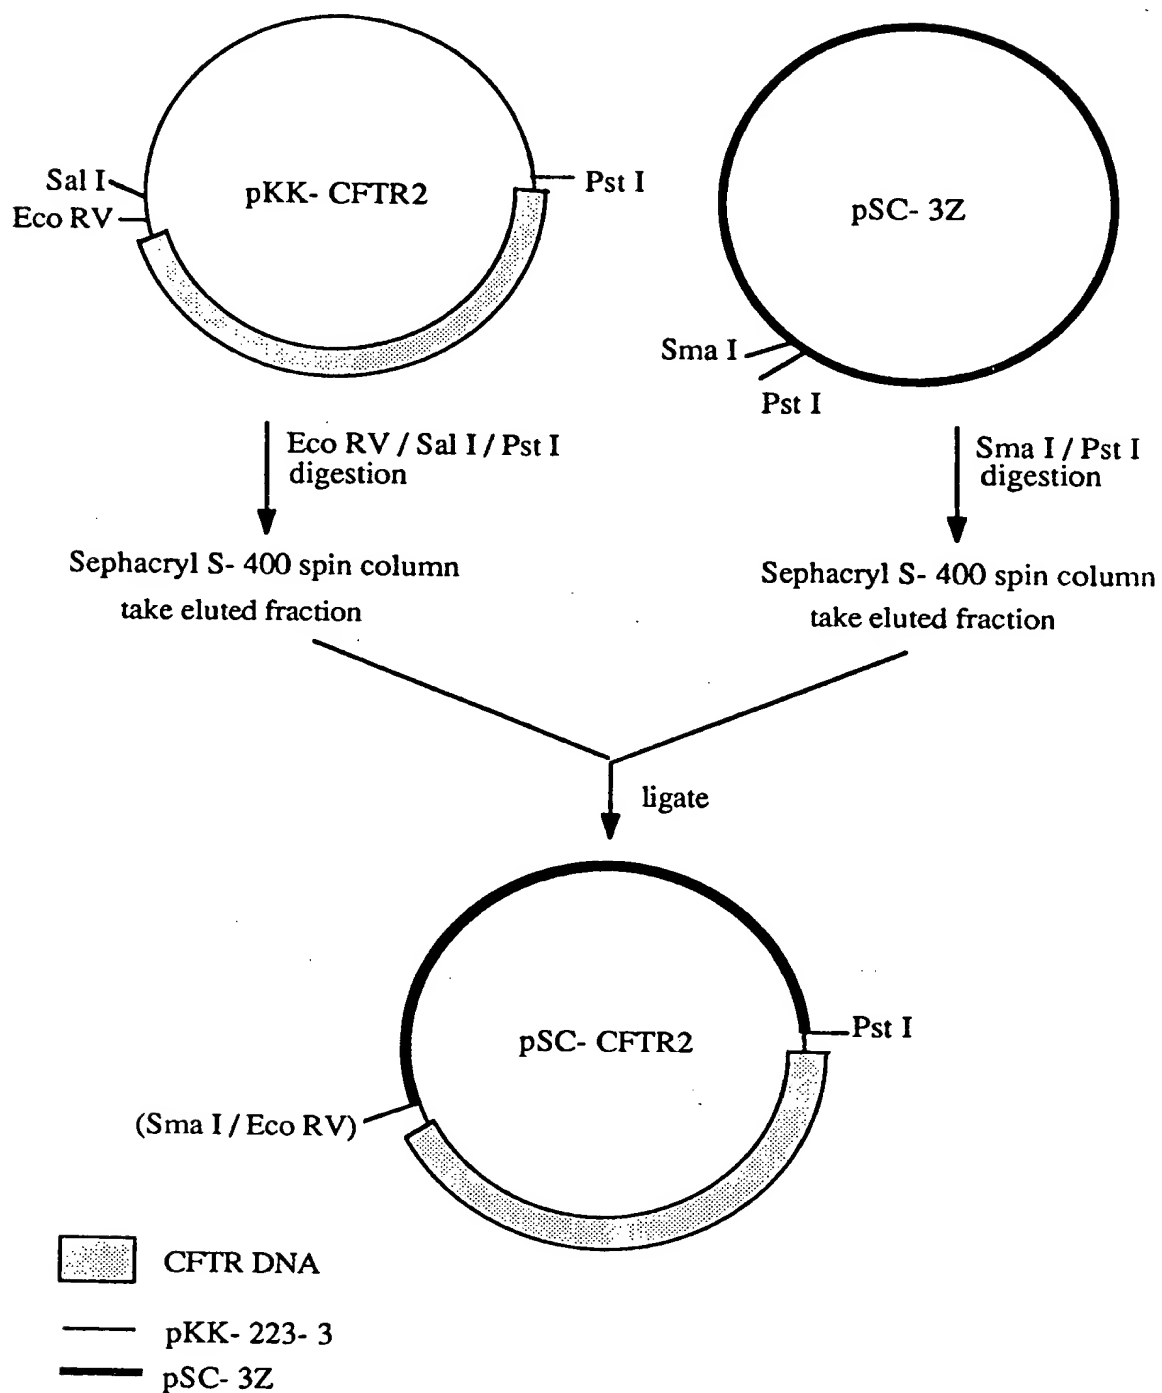 pKK- CFTR2
Sal I
Eco RV
Pst I
pSC- 3Z
Sma I
Pst I
Eco RV / Sal I / Pst I
digestion
Sma I / Pst I
digestion
Sephacryl S- 400 spin column
take eluted fraction
Sephacryl S- 400 spin column
take eluted fraction
ligate
pSC- CFTR2
Pst I
(Sma I / Eco RV)
CFTR DNA
pKK- 223- 3
pSC- 3Z